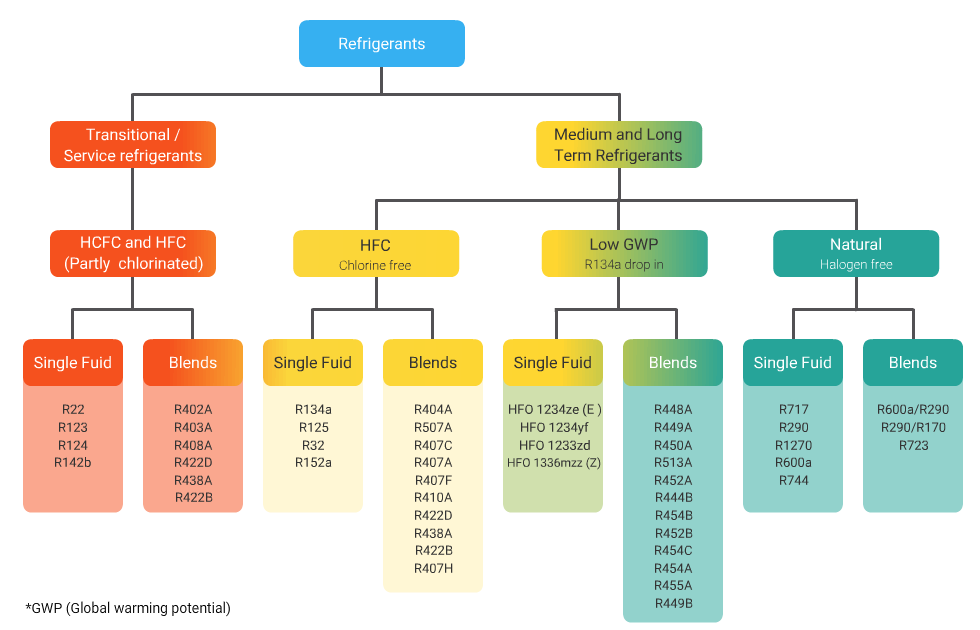 Refrigerants
Transitional /
Service refrigerants
Medium and Long
Term Refrigerants
HCFC and HFC
(Partly chlorinated)
HFC
Chlorine free
Low GWP
R134a drop in
Natural
Halogen free
Single Fuid
R22
R123
R124
R142b
Blends
R402A
R403A
R408A
R422D
R438A
R422B
Single Fuid
R134a
R125
R32
R152a
Blends
R404A
R507A
R407C
R407A
R407F
R410A
R422D
R438A
R422B
R407H
Single Fuid
HFO 1234ze (E )
HFO 1234yf
HFO 1233zd
HFO 1336mzz (Z)
Blends
R448A
R449A
R450A
R513A
R452A
R444B
R454B
R452B
R454C
R454A
R455A
R449B
Single Fuid
R717
R290
R1270
R600a
R744
Blends
R600a/R290
R290/R170
R723
*GWP (Global warming potential)